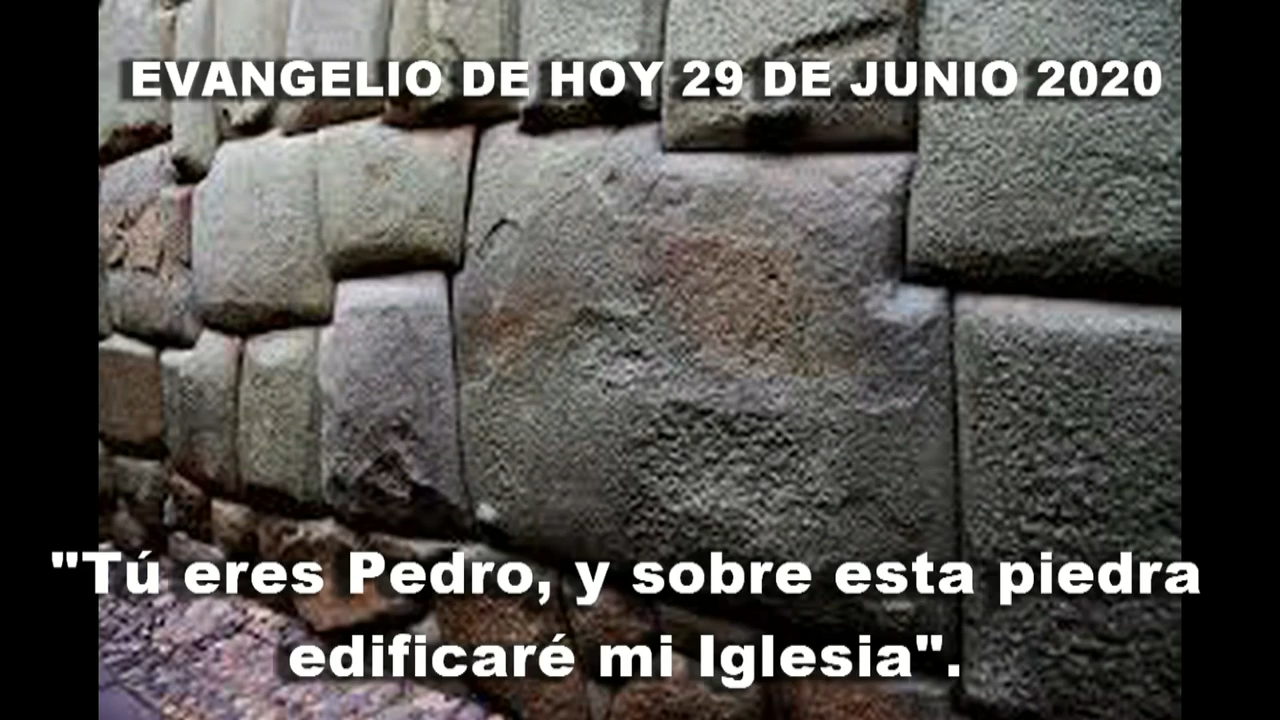 EVANGELIO DE HOY 29 DE JUNIO 2020
"Tú eres Pedro, y sobre esta piedra
edificaré mi Iglesia".